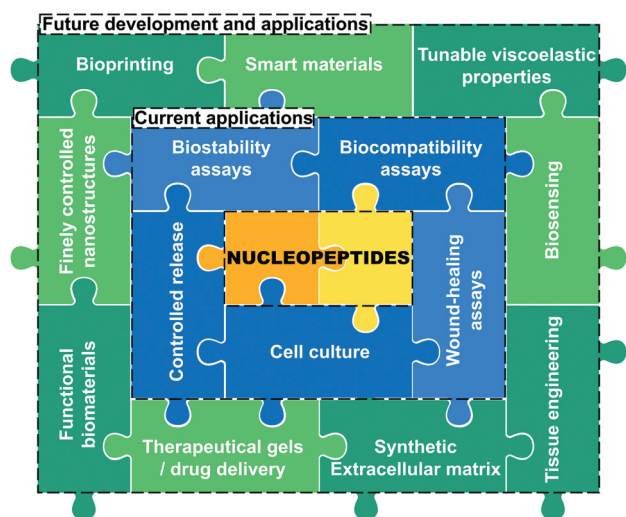 Future development and applications
Bioprinting
Smart materials
Tunable viscoelastic
properties
Current applications
Biostability
assays
Biocompatibility
assays
Finely controlled
nanostructures
Biosensing
Controlled release
NUCLEOPEPTIDES
Wound-healing
assays
Cell culture
Functional
biomaterials
Therapeutical gels
/ drug delivery
Synthetic
Extracellular matrix
Tissue engineering